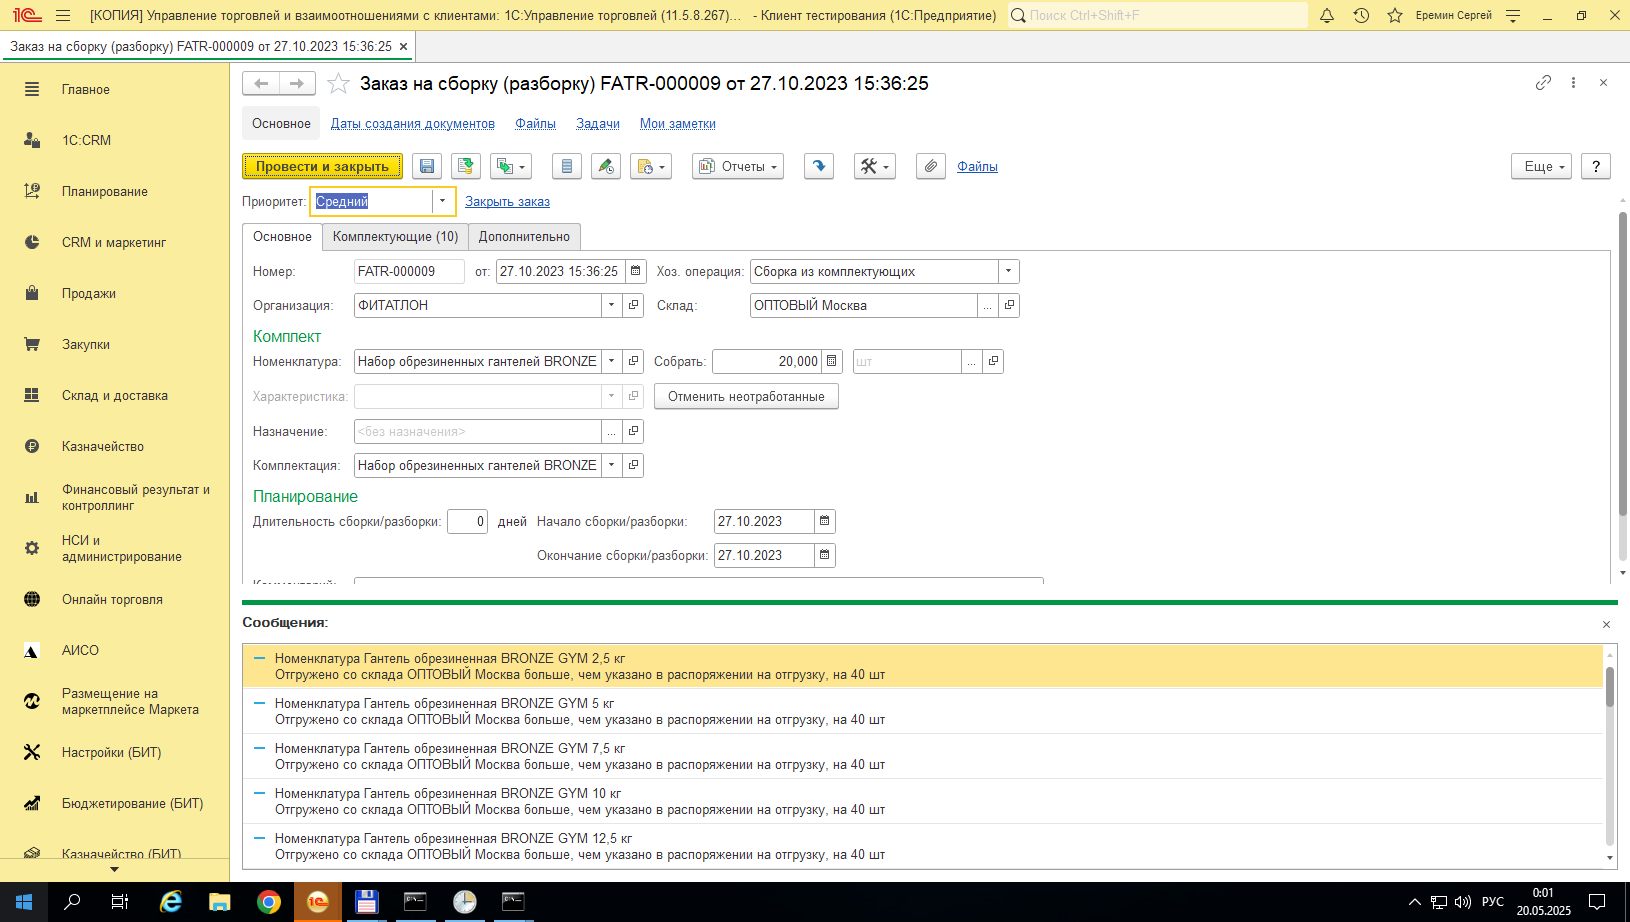 [КОПИЯ] Управление торговлей и взаимоотношениями с клиентами: 1С:Управление торговлей (11.5.8.267)... - Клиент тестирования (1С:Предприятие)
Поиск Ctrl+Shift+F
Еремин Сергей
Заказ на сборку (разборку) FATR-000009 от 27.10.2023 15:36:25
Главное
1С:CRM
Планирование
CRM и маркетинг
Продажи
Закупки
Склад и доставка
Казначейство
Финансовый результат и
контроллинг
НСИ и
администрирование
Онлайн торговля
АИСО
Размещение на
маркетплейсе Маркета
Настройки (БИТ)
Бюджетирование (БИТ)
Казначейство (БИТ)
Заказ на сборку (разборку) FATR-000009 от 27.10.2023 15:36:25
Основное Даты создания документов Файлы Задачи Мои заметки
Провести и закрыть Отчеты Файлы Еще ?
Приоритет: Средний Закрыть заказ
Основное Комплектующие (10) Дополнительно
Номер: FATR-000009 от: 27.10.2023 15:36:25 Хоз. операция: Сборка из комплектующих
Организация: ФИТАТЛОН Склад: ОПТОВЫЙ Москва
Комплект
Номенклатура: Набор обрезиненных гантелей BRONZE Собрать: 20,000 шт
Характеристика: Отменить неотработанные
Назначение: <без назначения>
Комплектация: Набор обрезиненных гантелей BRONZE
Планирование
Длительность сборки/разборки: 0 дней Начало сборки/разборки: 27.10.2023
Окончание сборки/разборки: 27.10.2023
Комментарий:
Сообщения:
Номенклатура Гантель обрезиненная BRONZE GYM 2,5 кг
Отгружено со склада ОПТОВЫЙ Москва больше, чем указано в распоряжении на отгрузку, на 40 шт
Номенклатура Гантель обрезиненная BRONZE GYM 5 кг
Отгружено со склада ОПТОВЫЙ Москва больше, чем указано в распоряжении на отгрузку, на 40 шт
Номенклатура Гантель обрезиненная BRONZE GYM 7,5 кг
Отгружено со склада ОПТОВЫЙ Москва больше, чем указано в распоряжении на отгрузку, на 40 шт
Номенклатура Гантель обрезиненная BRONZE GYM 10 кг
Отгружено со склада ОПТОВЫЙ Москва больше, чем указано в распоряжении на отгрузку, на 40 шт
Номенклатура Гантель обрезиненная BRONZE GYM 12,5 кг
Отгружено со склада ОПТОВЫЙ Москва больше, чем указано в распоряжении на отгрузку, на 40 шт
РУС
0:01
20.05.2025